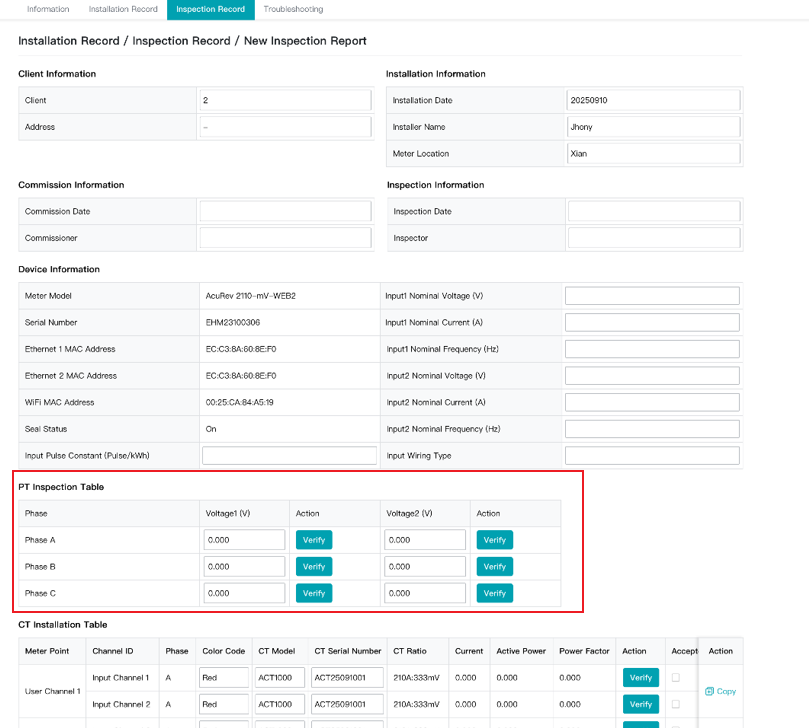 Information Installation Record Inspection Record Troubleshooting
Installation Record / Inspection Record / New Inspection Report
Client Information
Client 2
Address -
Installation Information
Installation Date 20250910
Installer Name Jhony
Meter Location Xian
Commission Information
Commission Date
Commissioner
Inspection Information
Inspection Date
Inspector
Device Information
Meter Model AcuRev 2110-mV-WEB2 Input1 Nominal Voltage (V)
Serial Number EHM23100306 Input1 Nominal Current (A)
Ethernet 1 MAC Address EC:C3:8A:60:8E:F0 Input1 Nominal Frequency (Hz)
Ethernet 2 MAC Address EC:C3:8A:60:8E:F0 Input2 Nominal Voltage (V)
WiFi MAC Address 00:25:CA:84:A5:19 Input2 Nominal Current (A)
Seal Status On Input2 Nominal Frequency (Hz)
Input Pulse Constant (Pulse/kWh) Input Wiring Type
PT Inspection Table
Phase Voltage1 (V) Action Voltage2 (V) Action
Phase A 0.000 Verify 0.000 Verify
Phase B 0.000 Verify 0.000 Verify
Phase C 0.000 Verify 0.000 Verify
CT Installation Table
Meter Point Channel ID Phase Color Code CT Model CT Serial Number CT Ratio Current Active Power Power Factor Action Accept Action
User Channel 1 Input Channel 1 A Red ACT1000 ACT25091001 210A:333mV 0.000 0.000 0.000 Verify Copy
Input Channel 2 A Red ACT1000 ACT25091001 210A:333mV 0.000 0.000 0.000 Verify